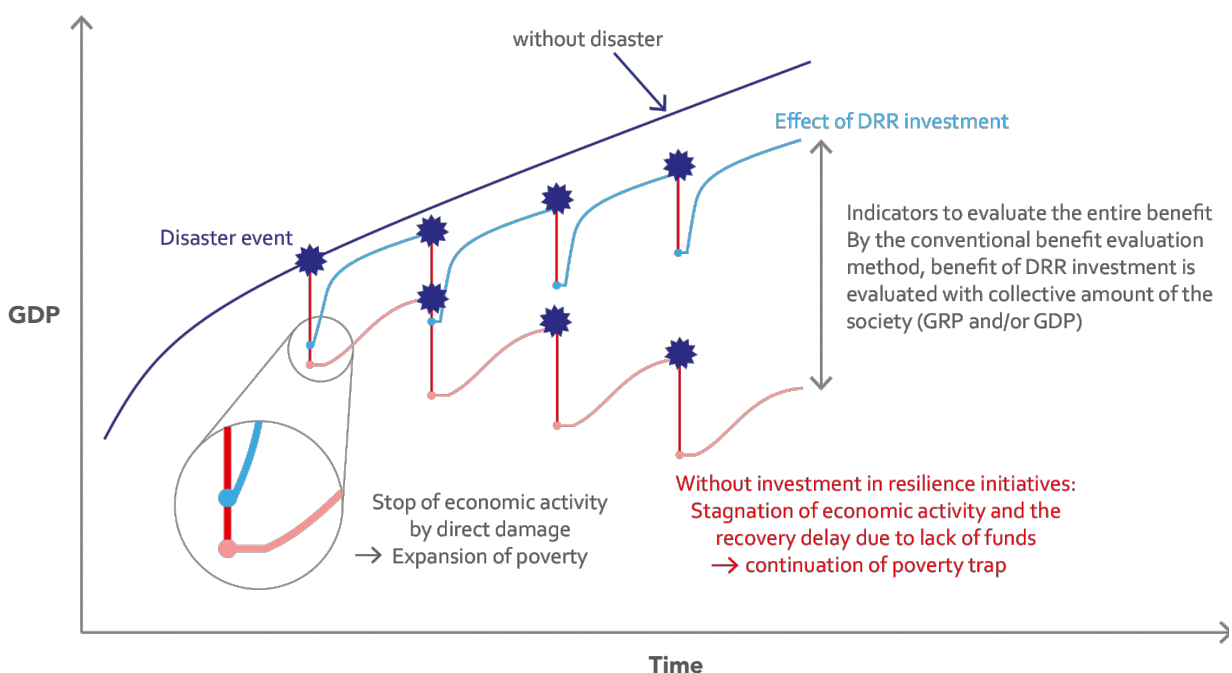 without disaster
Effect of DRR investment
Disaster event
Indicators to evaluate the entire benefit
By the conventional benefit evaluation
method, benefit of DRR investment is
evaluated with collective amount of the
society (GRP and/or GDP)
GDP
Stop of economic activity
by direct damage
→ Expansion of poverty
Without investment in resilience initiatives:
Stagnation of economic activity and the
recovery delay due to lack of funds
→ continuation of poverty trap
Time